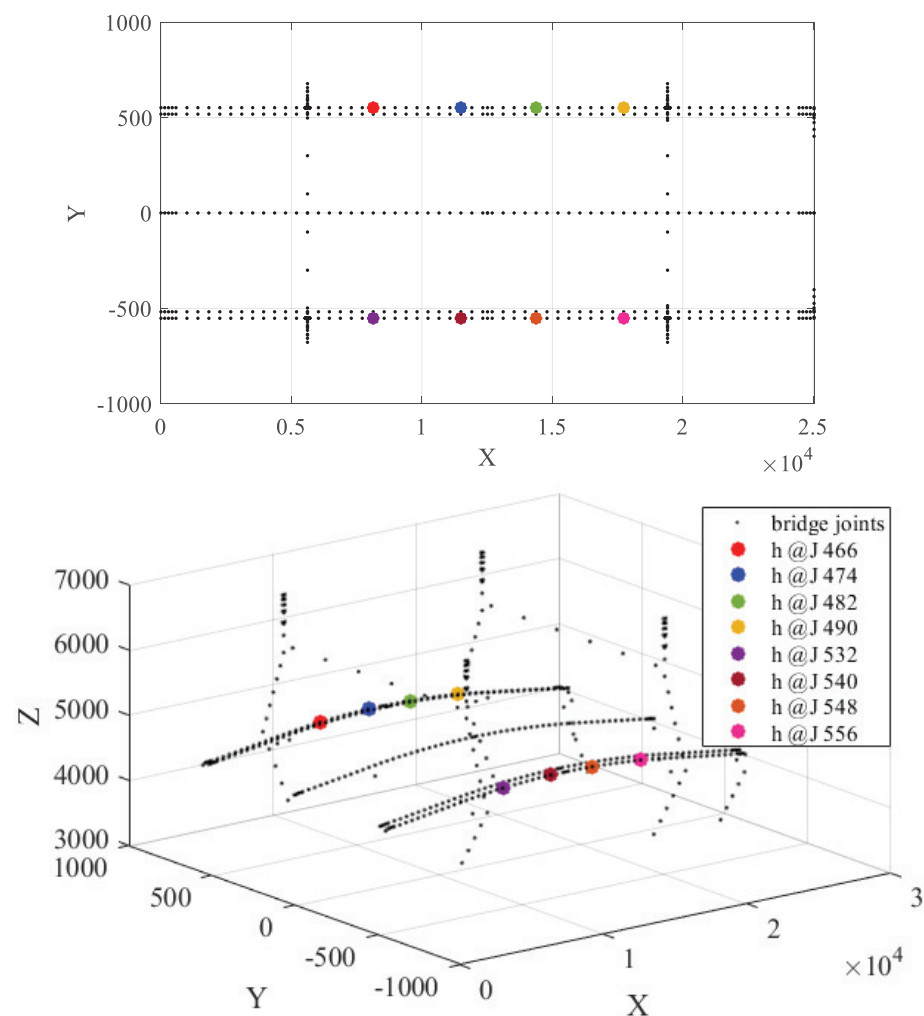 1000
500
Y
0
-500
-1000
0
0.5
1
1.5
2
2.5
X
×10⁴
bridge joints
h @J 466
h @J 474
h @J 482
h @J 490
h @J 532
h @J 540
h @J 548
h @J 556
7000
6000
5000
Z
4000
3000
1000
500
0
-500
-1000
Y
0
1
2
3
×10⁴
X